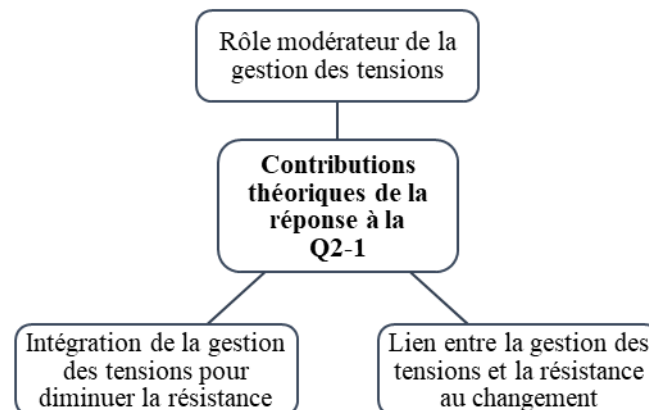 Rôle modérateur de la
gestion des tensions
Contributions
théoriques de la
réponse à la
Q2-1
Intégration de la gestion
des tensions pour
diminuer la résistance
Lien entre la gestion des
tensions et la résistance
au changement